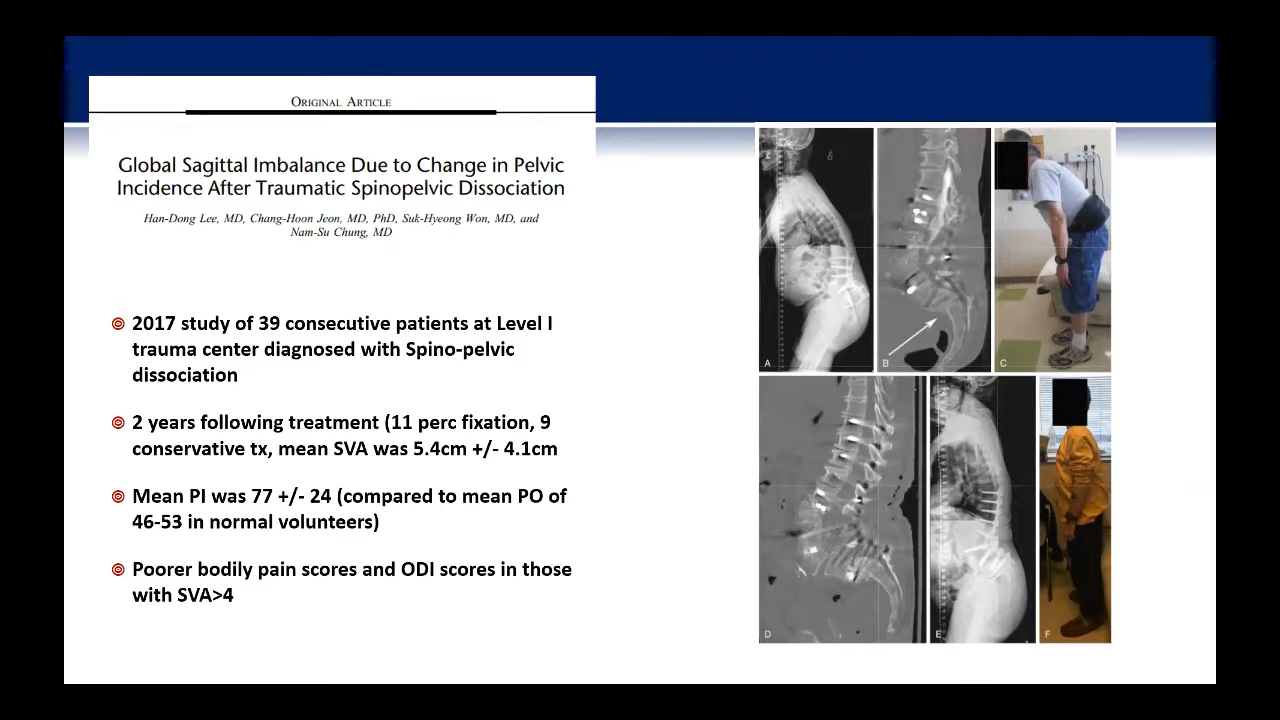 ORIGINAL ARTICLE
Global Sagittal Imbalance Due to Change in Pelvic
Incidence After Traumatic Spinopelvic Dissociation
Han-Dong Lee, MD, Chang-Hoon Jeon, MD, PhD, Suk-Hyeong Won, MD, and
Nam-Su Chung, MD
2017 study of 39 consecutive patients at Level I
trauma center diagnosed with Spino-pelvic
dissociation
2 years following treatment (11 perc fixation, 9
conservative tx, mean SVA was 5.4cm +/- 4.1cm
Mean PI was 77 +/- 24 (compared to mean PO of
46-53 in normal volunteers)
Poorer bodily pain scores and ODI scores in those
with SVA>4
A
B
C
D
E
F